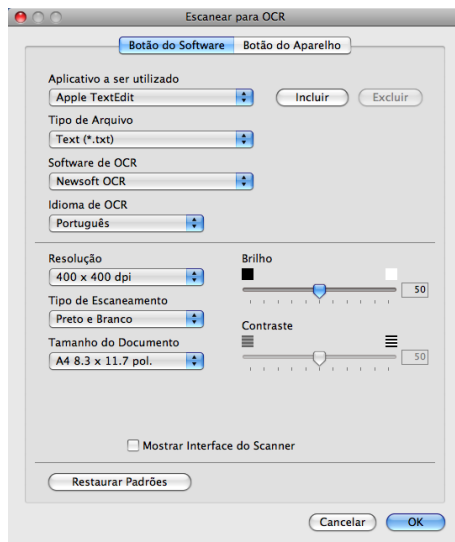 Escanear para OCR
Botão do Software Botão do Aparelho
Aplicativo a ser utilizado
Apple TextEdit Incluir Excluir
Tipo de Arquivo
Text (*.txt)
Software de OCR
Newsoft OCR
Idioma de OCR
Português
Resolução Brilho
400 x 400 dpi 50
Tipo de Escaneamento
Preto e Branco Contraste
Tamanho do Documento
A4 8.3 x 11.7 pol. 50
Mostrar Interface do Scanner
Restaurar Padrões
Cancelar OK